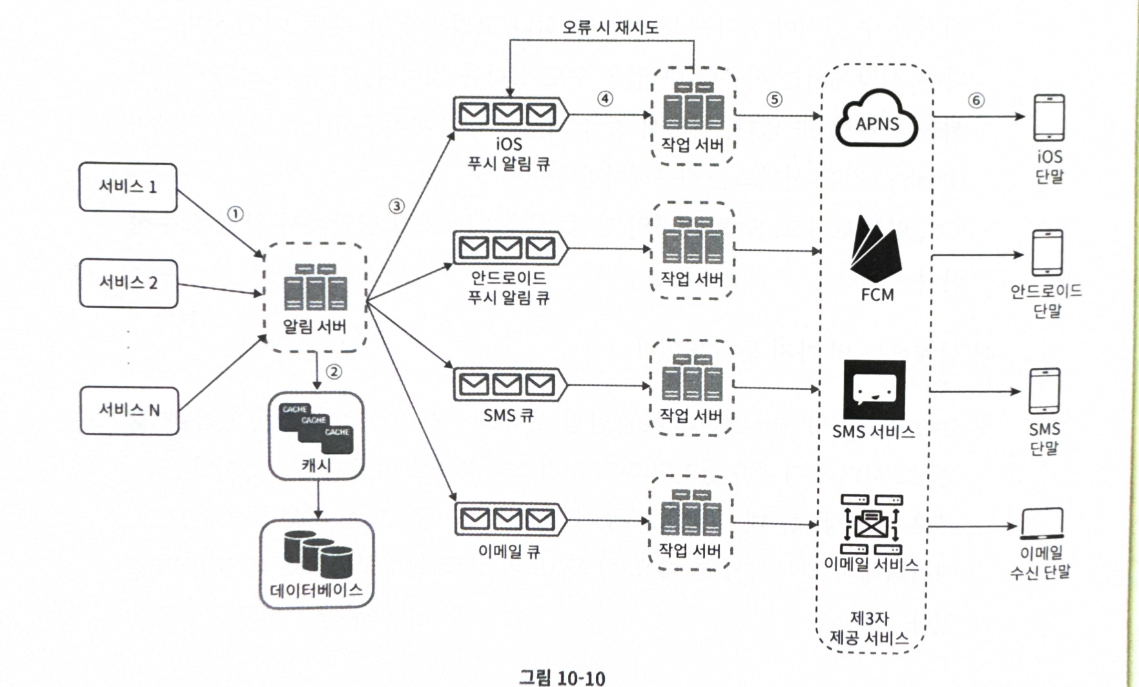 오류 시 재시도
④
⑤
⑥
작업 서버
APNS
iOS
푸시 알림 큐
iOS
단말
서비스 1
①
③
서비스 2
알림 서버
안드로이드
푸시 알림 큐
작업 서버
FCM
안드로이드
단말
②
서비스 N
CACHE
CACHE
캐시
SMS 큐
작업 서버
SMS 서비스
SMS
단말
데이터베이스
이메일 큐
작업 서버
이메일 서비스
이메일
수신 단말
제3자
제공 서비스
그림 10-10